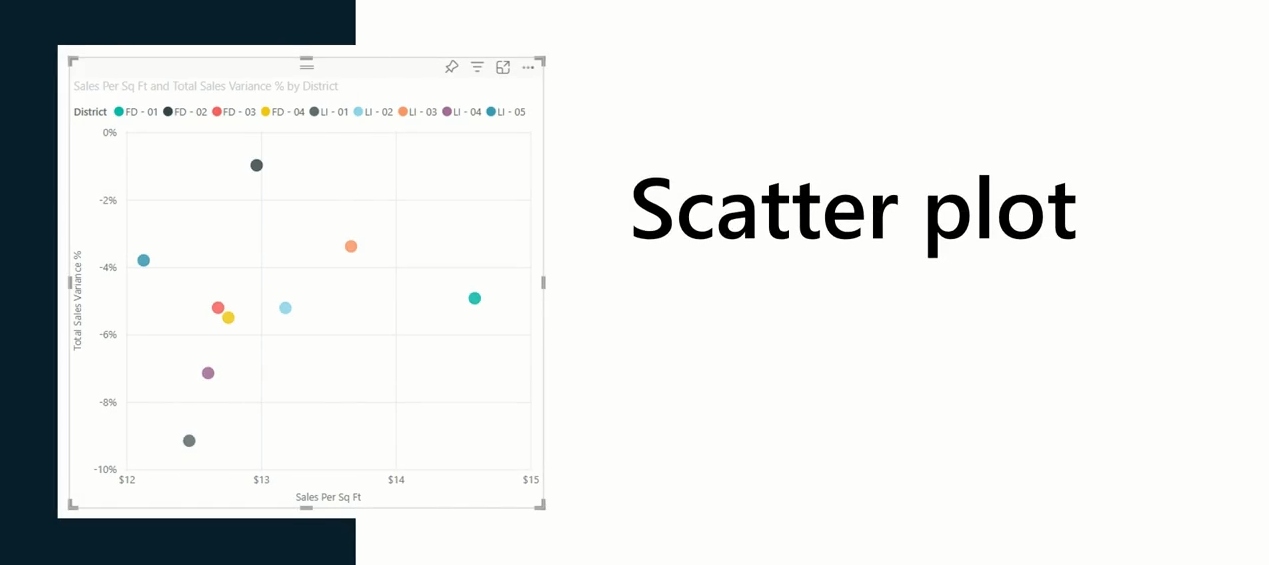 Sales Per Sq Ft and Total Sales Variance % by District
District FD - 01 FD - 02 FD - 03 FD - 04 LI - 01 LI - 02 LI - 03 LI - 04 LI - 05
0%
-2%
-4%
-6%
-8%
-10%
Total Sales Variance %
$12 $13 $14 $15
Sales Per Sq Ft
Scatter plot